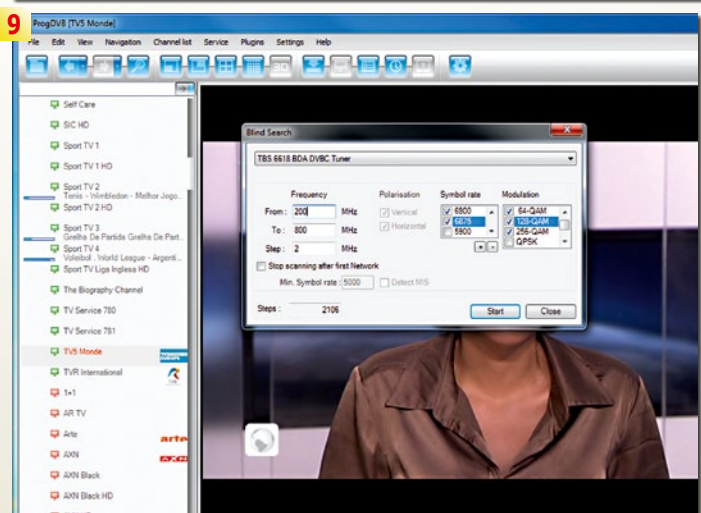 9
ProgDVB [TV5 Monde]
File Edit View Navigation Channel list Service Plugins Settings Help
3D
Self Care
SIC HD
Sport TV 1
Sport TV 1 HD
Sport TV 2
Tenis - Wimbledon - Melhor Jogo..
Sport TV 2 HD
Sport TV 3
Grelha De Partida Grelha De Part..
Sport TV 4
Voleibol . World League - Argenti...
Sport TV Liga Inglesa HD
The Biography Channel
TV Service 780
TV Service 781
TV5 Monde
TVR International
1+1
AR TV
Arte
arte
AXN
AXN
AXN Black
AXN Black HD
Blind Search
TBS 6618 BDA DVBC Tuner
Frequency Polarisation Symbol rate Modulation
From : 200 MHz Vertical 6900 64-QAM
6875 128-QAM
To : 800 MHz Horizontal 5900 256-QAM
QPSK
Step : 2 MHz + -
Stop scanning after first Network
Min. Symbol rate : 5000 Detect MIS
Steps : 2106 Start Close